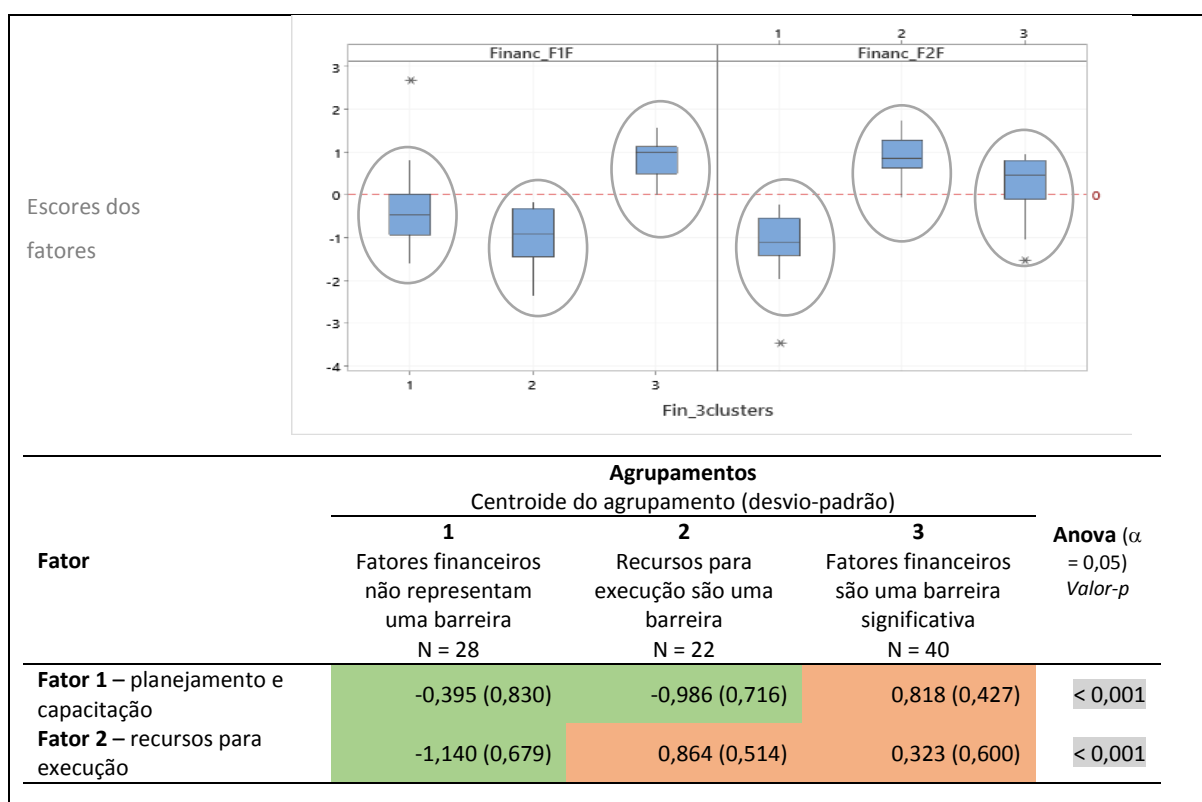 1 2 3
Financ_F1F Financ_F2F
3
2
1
0 0
-1
-2
-3
-4
1 2 3
Fin_3clusters
Escores dos
fatores
Agrupamentos
Centroide do agrupamento (desvio-padrão)
1 2 3
Anova (α
= 0,05)
Valor-p
Fator
Fatores financeiros
não representam
uma barreira
N = 28
Recursos para
execução são uma
barreira
N = 22
Fatores financeiros
são uma barreira
significativa
N = 40
Fator 1 – planejamento e
capacitação
-0,395 (0,830) -0,986 (0,716) 0,818 (0,427) < 0,001
Fator 2 – recursos para
execução
-1,140 (0,679) 0,864 (0,514) 0,323 (0,600) < 0,001